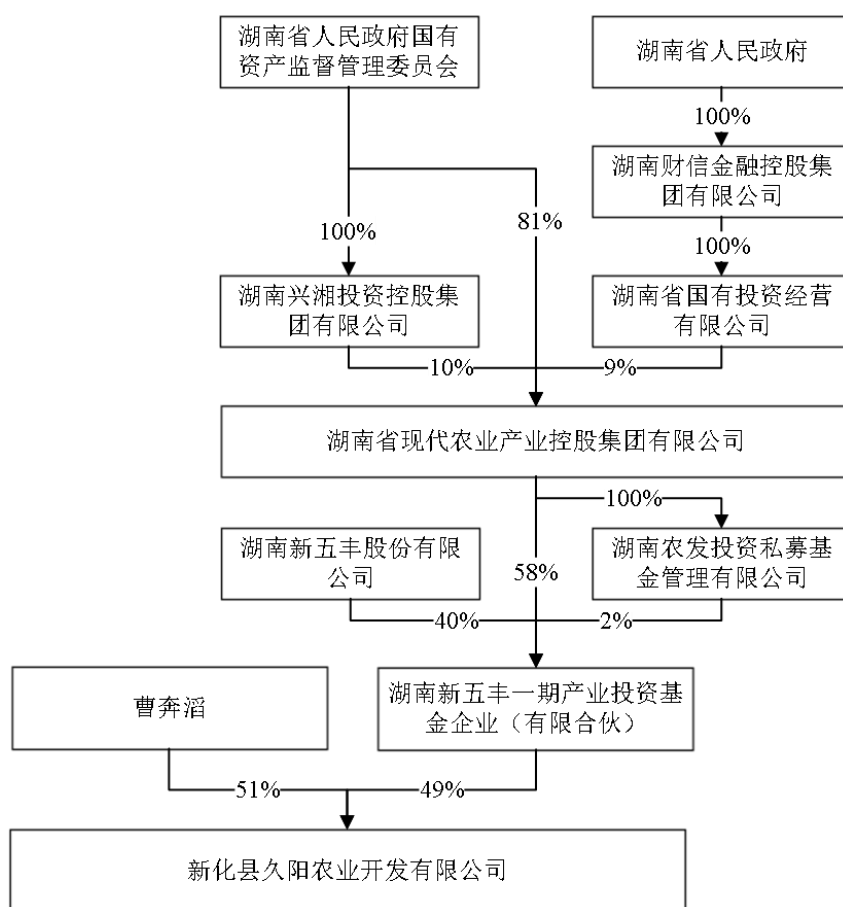 湖南省人民政府国有
资产监督管理委员会
湖南省人民政府
100%
湖南财信金融控股集
团有限公司
100%
81%
100%
湖南兴湘投资控股集
团有限公司
湖南省国有投资经营
有限公司
10%
9%
湖南省现代农业产业控股集团有限公司
100%
湖南新五丰股份有限
公司
58%
湖南农发投资私募基
金管理有限公司
40%
2%
曹奔滔
湖南新五丰一期产业投资基
金企业（有限合伙）
51%
49%
新化县久阳农业开发有限公司